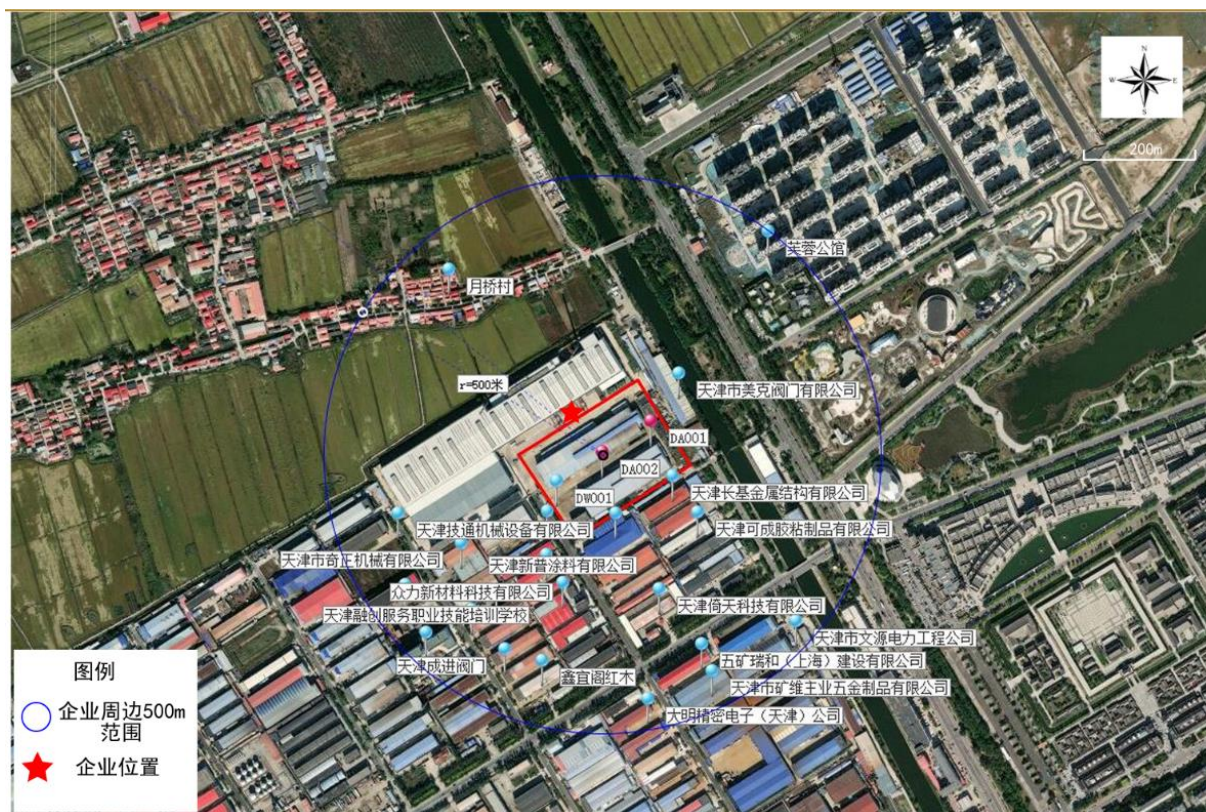 N
W
E
S
200m
芙蓉公馆
月桥村
r=500米
天津市美克阀门有限公司
DA001
DA002
天津长基金属结构有限公司
DW001
天津技通机械设备有限公司
天津可成胶粘制品有限公司
天津市奇正机械有限公司
天津新普涂料有限公司
众力新材料科技有限公司
天津倚天科技有限公司
天津融创服务职业技能培训学校
天津市文源电力工程公司
天津成进阀门
鑫宜阁红木
五矿瑞和（上海）建设有限公司
天津市矿维王业五金制品有限公司
大明精密电子（天津）公司
图例
企业周边500m
范围
企业位置